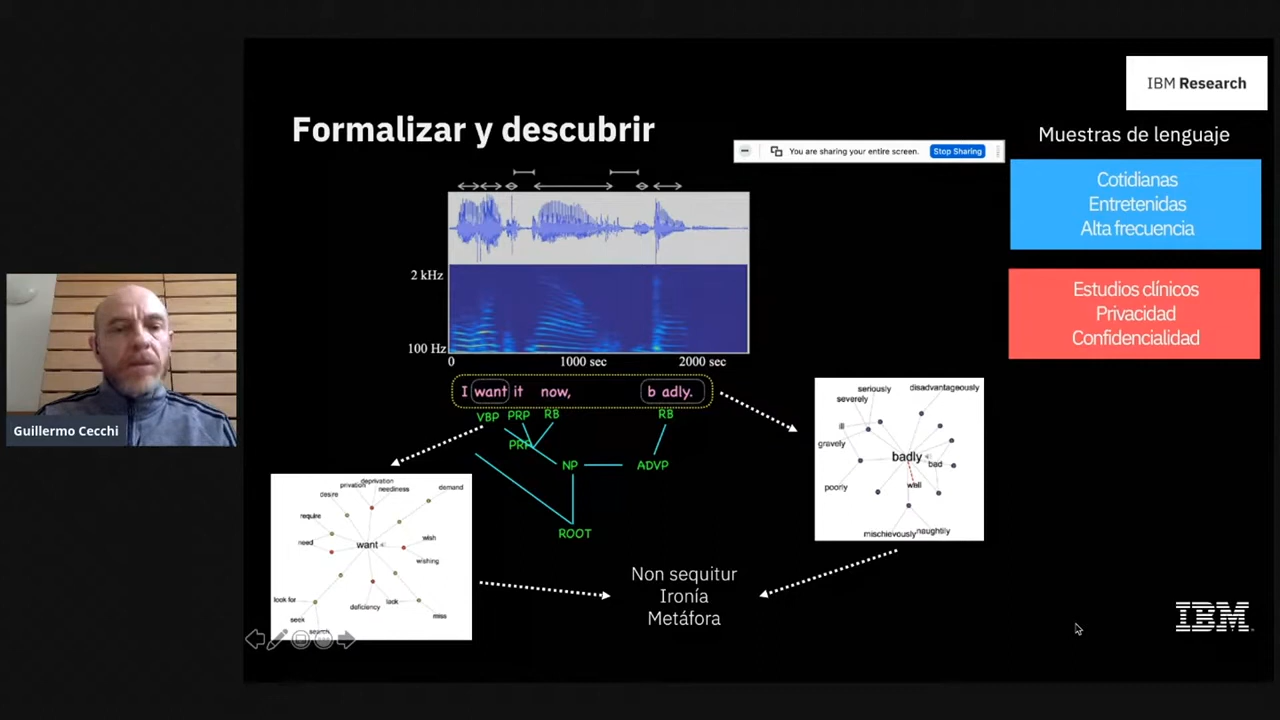 IBM Research
Formalizar y descubrir
Muestras de lenguaje
You are sharing your entire screen.
Stop Sharing
Cotidianas
Entretenidas
Alta frecuencia
Estudios clínicos
Privacidad
Confidencialidad
2 kHz
100 Hz
0 1000 sec 2000 sec
I want it now, b adly.
VBP PRP RB RB
PRP
NP ADVP
ROOT
Guillermo Cecchi
seriously disadvantageously
severely
ill
gravely
badly
bad
poorly
well
mischievously naughtily
deprivation
privation neediness demand
desire
require
need
want
wish
wishing
look for
deficiency lack
seek
miss
search
Non sequitur
Ironía
Metáfora
IBM